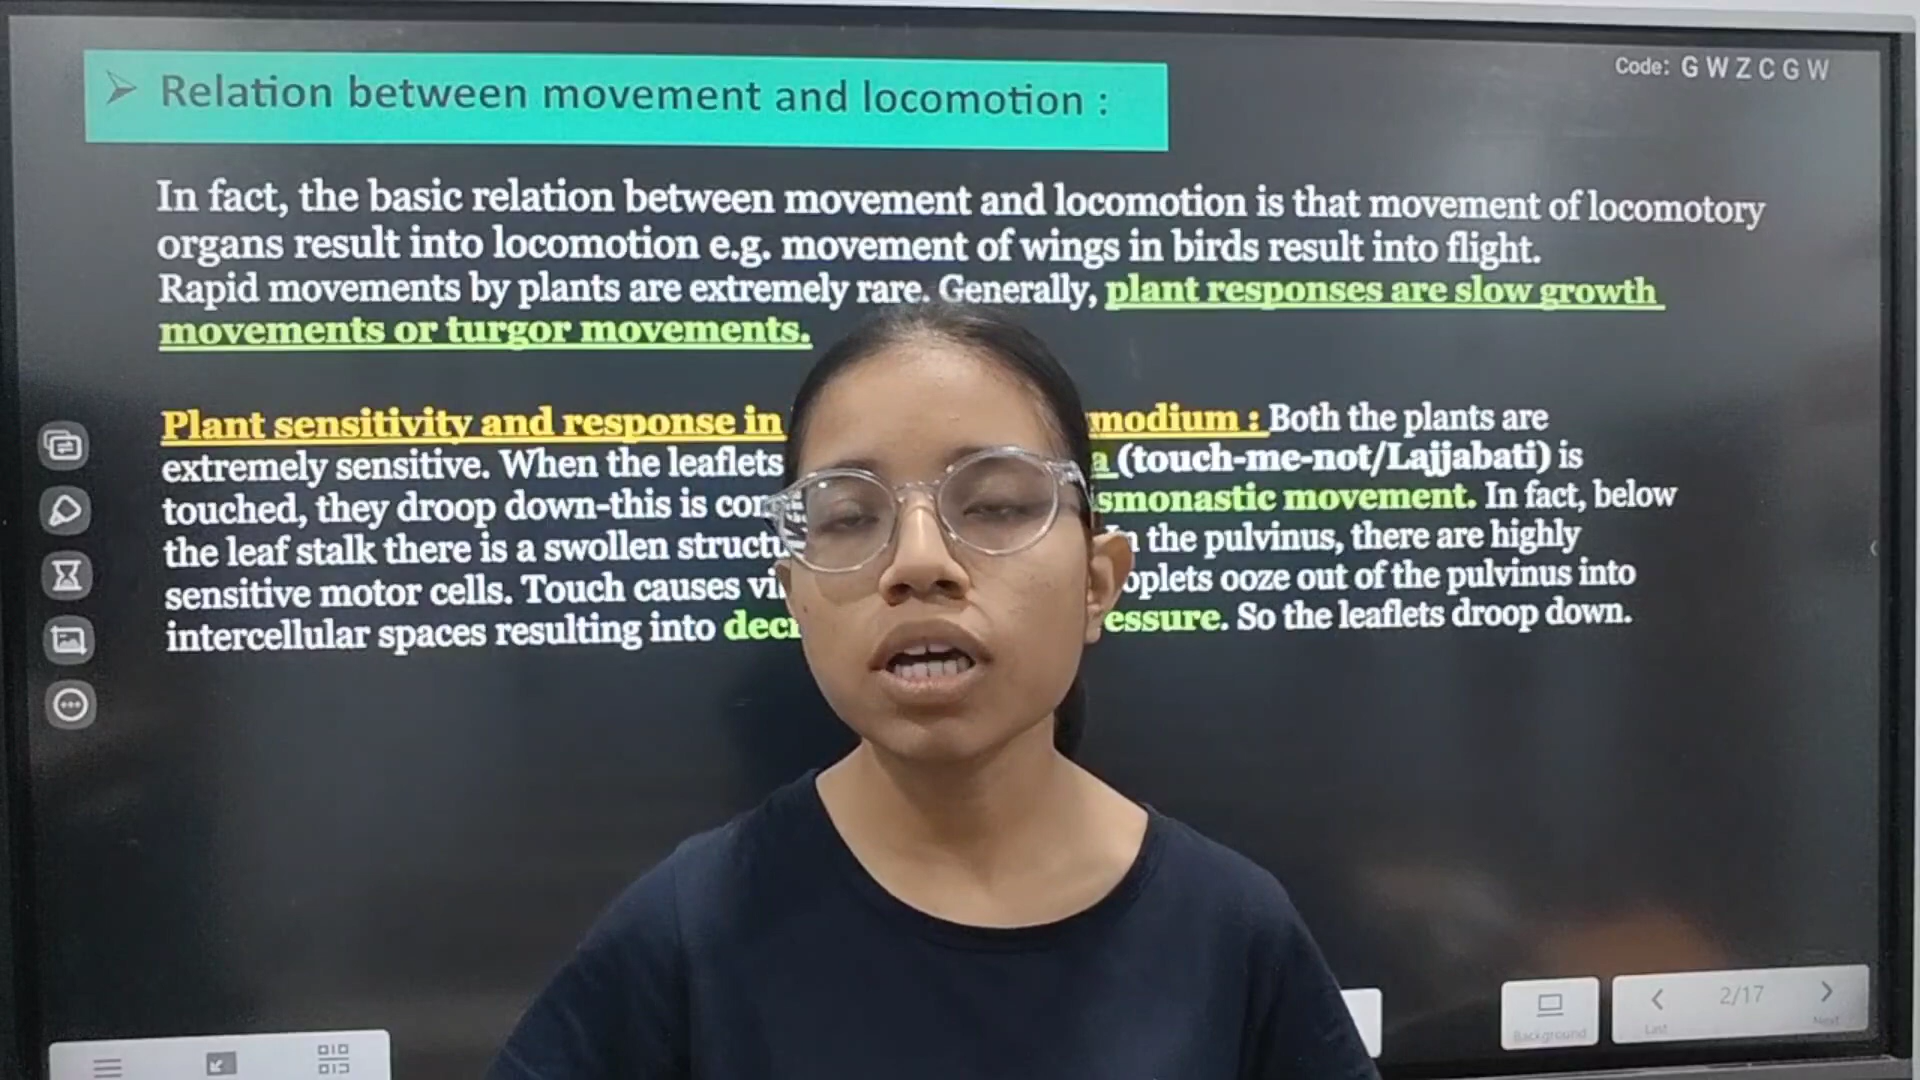 Code: GWZCGW
➢ Relation between movement and locomotion :
In fact, the basic relation between movement and locomotion is that movement of locomotory
organs result into locomotion e.g. movement of wings in birds result into flight.
Rapid movements by plants are extremely rare. Generally, plant responses are slow growth
movements or turgor movements.
Plant sensitivity and response in modium : Both the plants are
extremely sensitive. When the leaflets a (touch-me-not/Lajjabati) is
touched, they droop down-this is smonastic movement. In fact, below
the leaf stalk there is a swollen the pulvinus, there are highly
sensitive motor cells. Touch causes oplets ooze out of the pulvinus into
intercellular spaces resulting into decr essure. So the leaflets droop down.
Background
Last 2/17 Next